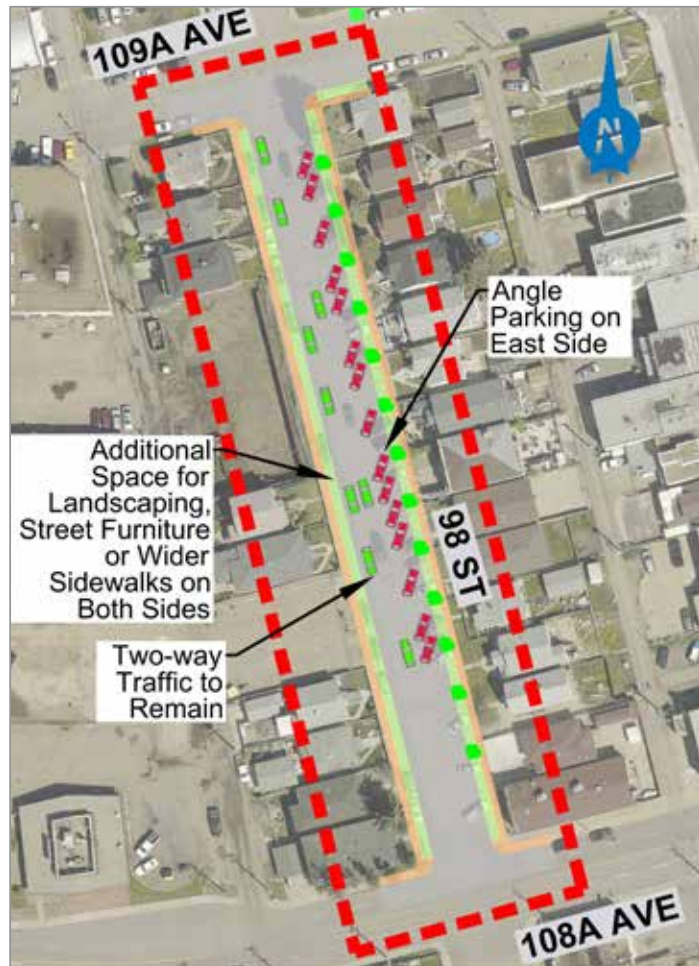 109A AVE
N
Angle
Parking on
East Side
Additional
Space for
Landscaping,
Street Furniture
or Wider
Sidewalks on
Both Sides
98 ST
Two-way
Traffic to
Remain
108A AVE